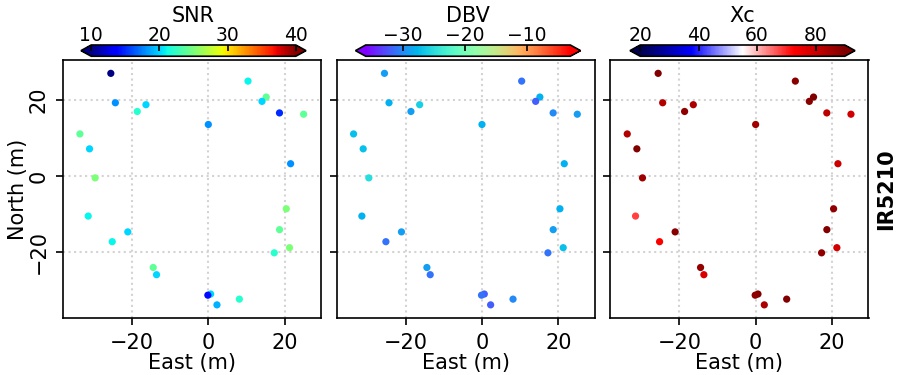 SNR DBV Xc
10 20 30 40 −30 −20 −10 20 40 60 80
20
0
−20
North (m)
−20 0 20 −20 0 20 −20 0 20
East (m) East (m) East (m)
IR5210